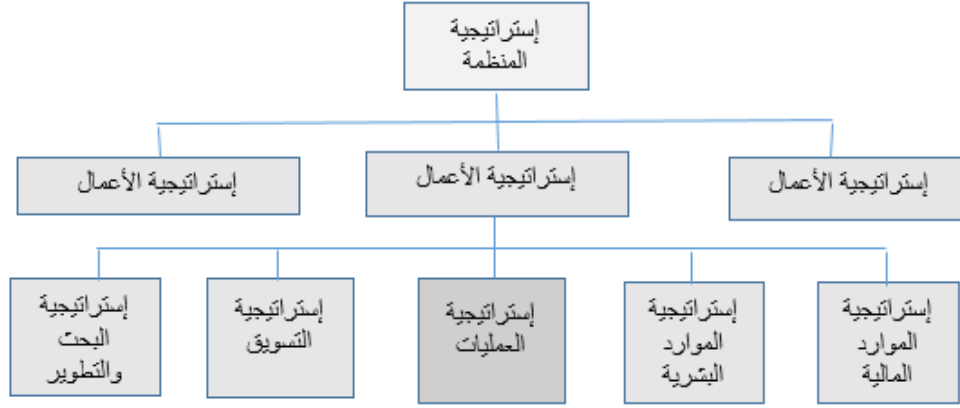 إستراتيجية
المنظمة
إستراتيجية الأعمال
إستراتيجية الأعمال
إستراتيجية الأعمال
إستراتيجية
الموارد
المالية
إستراتيجية
الموارد
البشرية
إستراتيجية
العمليات
إستراتيجية
التسويق
إستراتيجية
البحث
والتطوير